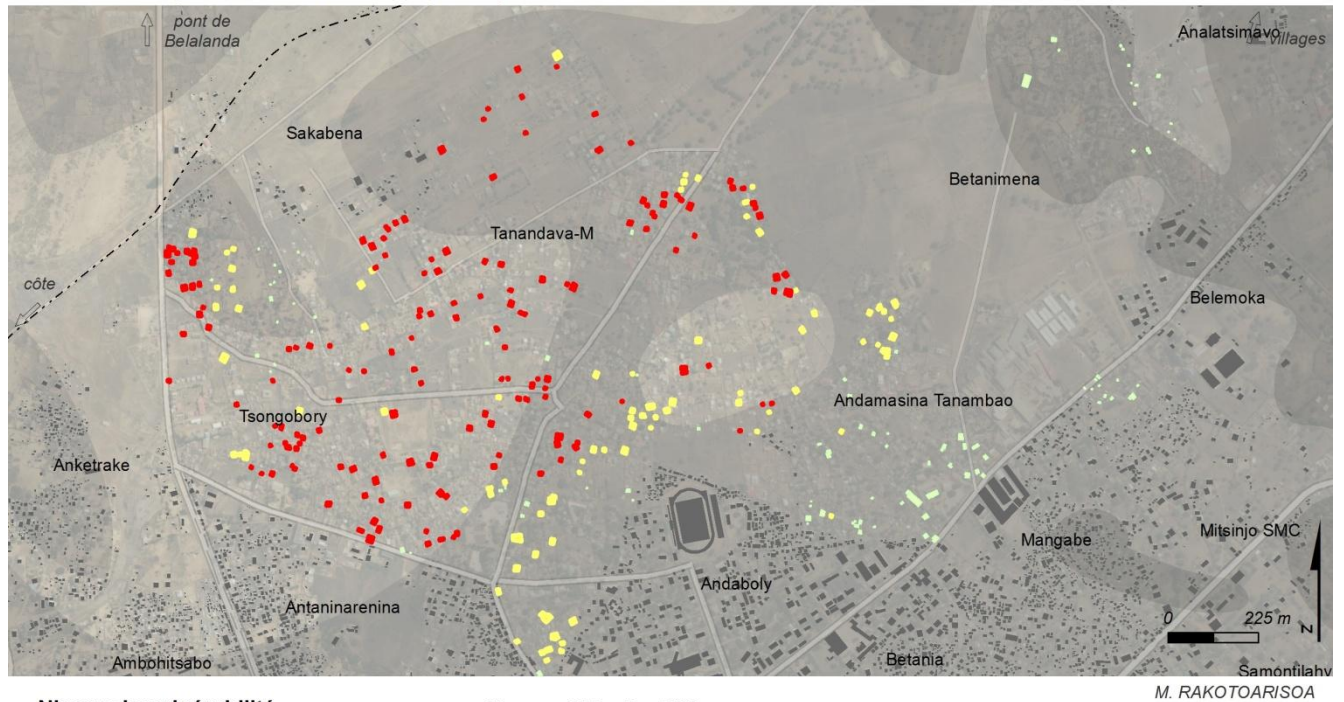 pont de
Belalanda
Analatsimavo
villages
Sakabena
Betanimena
Tanandava-M
côte
Belemoka
Andamasina Tanambao
Tsongobory
Anketrake
Mitsinjo SMC
Mangabe
Andaboly
Antaninarenina
0 225 m
N
Betania
Ambohitsabo
Samontilahy
M. RAKOTOARISOA